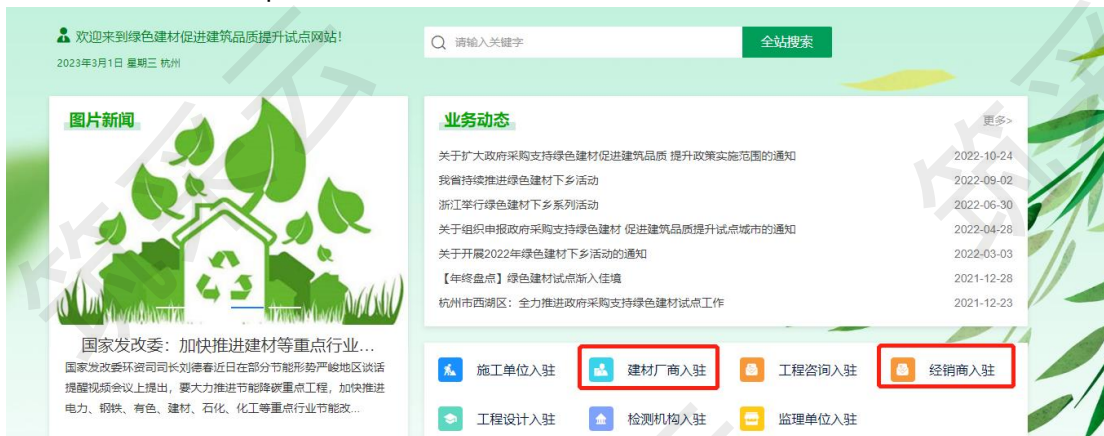 欢迎来到绿色建材促进建筑品质提升试点网站！
2023年3月1日 星期三 杭州
请输入关键字
全站搜索
图片新闻
国家发改委：加快推进建材等重点行业...
国家发改委环资司司长刘德春近日在部分节能形势严峻地区谈话
提醒视频会议上提出，要大力推进节能降碳重点工程，加快推进
电力、钢铁、有色、建材、石化、化工等重点行业节能改...
业务动态
更多>
关于扩大政府采购支持绿色建材促进建筑品质 提升政策实施范围的通知 2022-10-24
我省持续推进绿色建材下乡活动 2022-09-02
浙江举行绿色建材下乡系列活动 2022-06-30
关于组织申报政府采购支持绿色建材 促进建筑品质提升试点城市的通知 2022-04-28
关于开展2022年绿色建材下乡活动的通知 2022-03-03
【年终盘点】绿色建材试点渐入佳境 2021-12-28
杭州市西湖区：全力推进政府采购支持绿色建材试点工作 2021-12-23
施工单位入驻 建材厂商入驻 工程咨询入驻 经销商入驻
工程设计入驻 检测机构入驻 监理单位入驻
筑采云
筑采